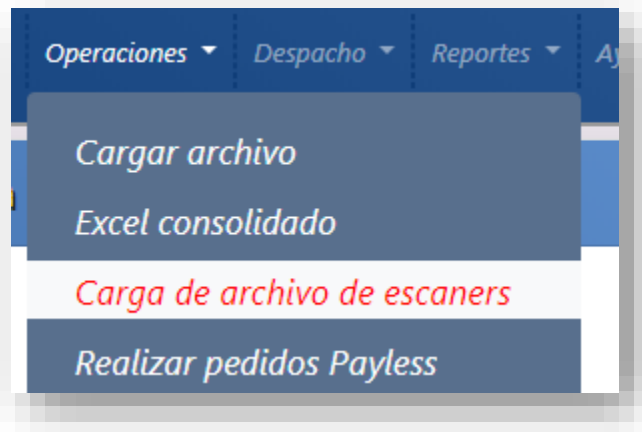 Operaciones Despacho Reportes
Cargar archivo
Excel consolidado
Carga de archivo de escaners
Realizar pedidos Payless